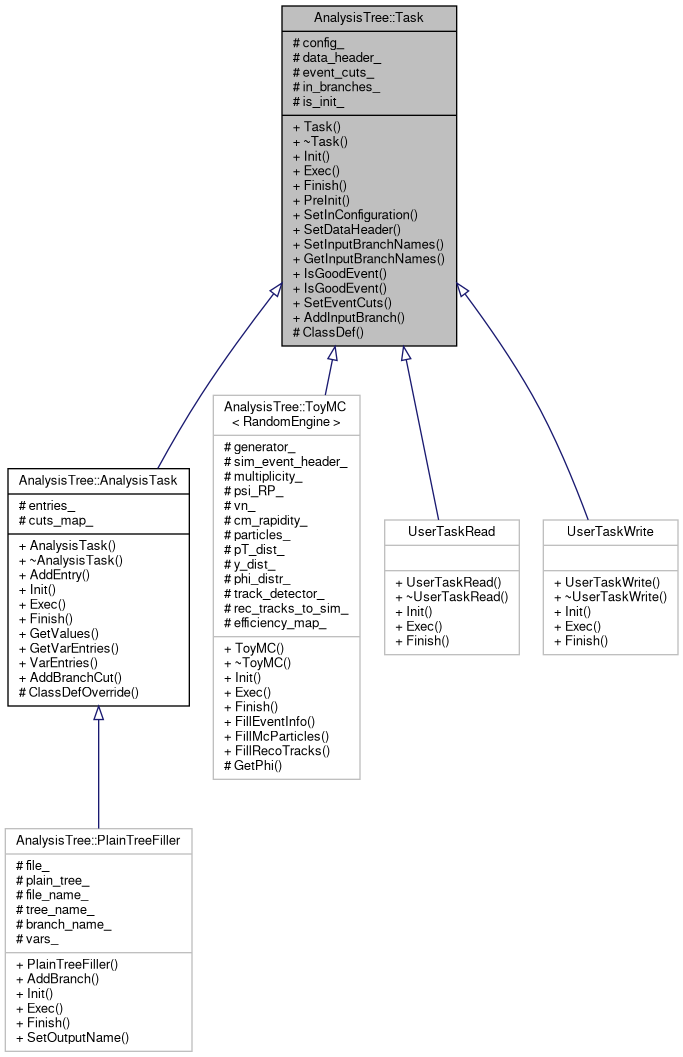 AnalysisTree::Task
# config_
# data_header_
# event_cuts_
# in_branches_
# is_init_
+ Task()
+ ~Task()
+ Init()
+ Exec()
+ Finish()
+ PreInit()
+ SetInConfiguration()
+ SetDataHeader()
+ SetInputBranchNames()
+ GetInputBranchNames()
+ IsGoodEvent()
+ IsGoodEvent()
+ SetEventCuts()
+ AddInputBranch()
# ClassDef()
AnalysisTree::AnalysisTask
# entries_
# cuts_map_
+ AnalysisTask()
+ ~AnalysisTask()
+ AddEntry()
+ Init()
+ Exec()
+ Finish()
+ GetValues()
+ GetVarEntries()
+ VarEntries()
+ AddBranchCut()
# ClassDefOverride()
AnalysisTree::ToyMC
< RandomEngine >
# generator_
# sim_event_header_
# multiplicity_
# psi_RP_
# vn_
# cm_rapidity_
# particles_
# pT_dist_
# y_dist_
# phi_distr_
# track_detector_
# rec_tracks_to_sim_
# efficiency_map_
+ ToyMC()
+ ~ToyMC()
+ Init()
+ Exec()
+ Finish()
+ FillEventInfo()
+ FillMcParticles()
+ FillRecoTracks()
# GetPhi()
UserTaskRead
+ UserTaskRead()
+ ~UserTaskRead()
+ Init()
+ Exec()
+ Finish()
UserTaskWrite
+ UserTaskWrite()
+ ~UserTaskWrite()
+ Init()
+ Exec()
+ Finish()
AnalysisTree::PlainTreeFiller
# file_
# plain_tree_
# file_name_
# tree_name_
# branch_name_
# vars_
+ PlainTreeFiller()
+ AddBranch()
+ Init()
+ Exec()
+ Finish()
+ SetOutputName()